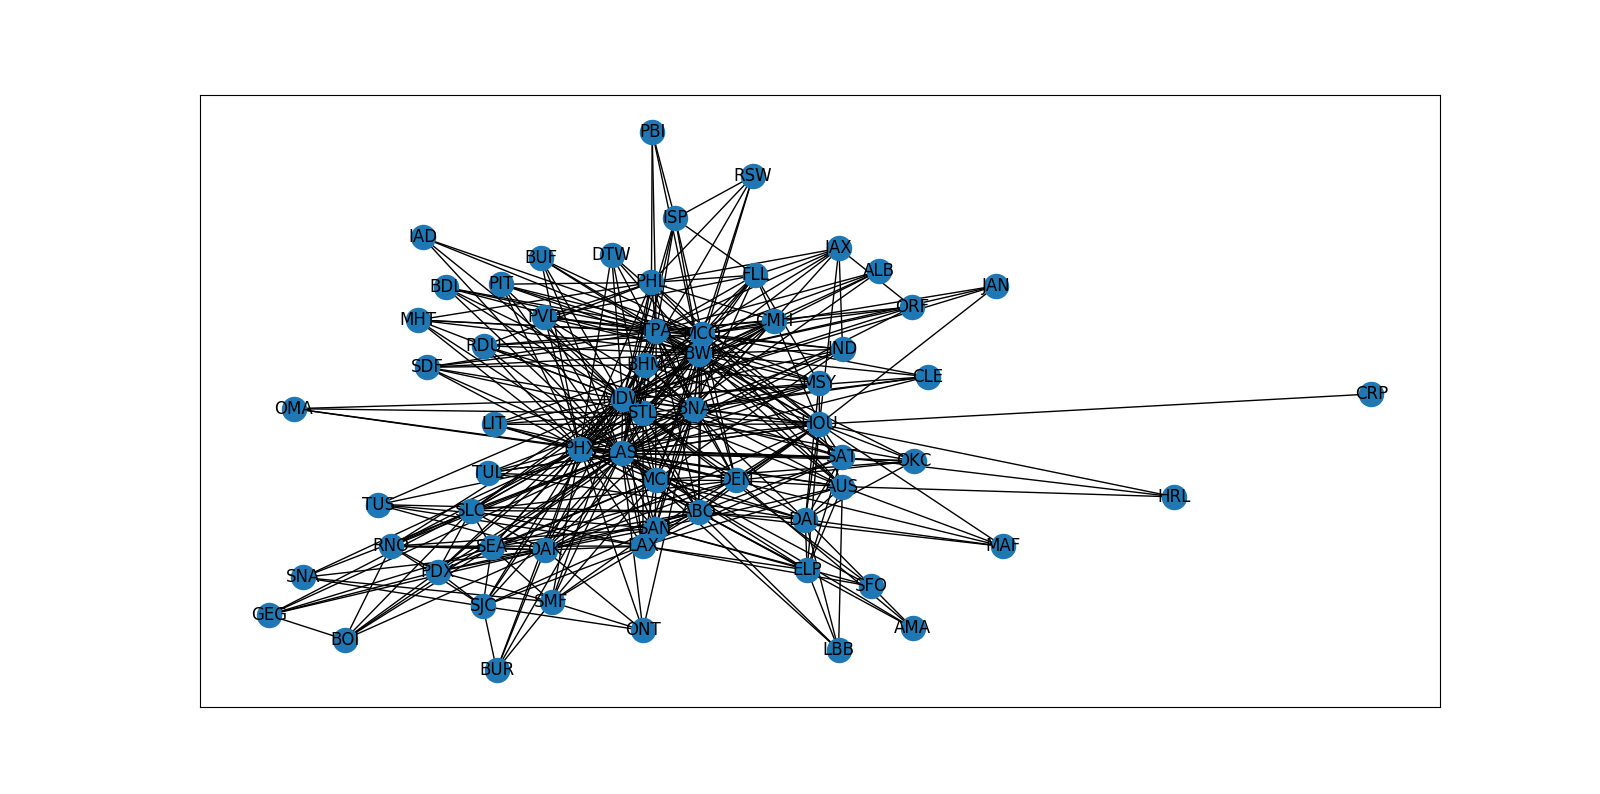 PBI
RSW
ISP
IAD
JAX
DTW
BUF
ALB
FLL
PHL
PIT
BDL
JAN
ORF
PVD
MHT
CMH
TPA
MCO
RDU
IND
BWI
BHM
SDF
CLE
MSY
CRP
MDW
OMA
BNA
STL
LIT
HOU
PHX
LAS
SAT
OKC
TUL
MCI
DEN
AUS
HRL
TUS
SLC
ABQ
DAL
SAN
RNO
SEA
OAK
LAX
MAF
PDX
ELP
SNA
SFO
SMF
SJC
GEG
AMA
ONT
BOI
LBB
BUR